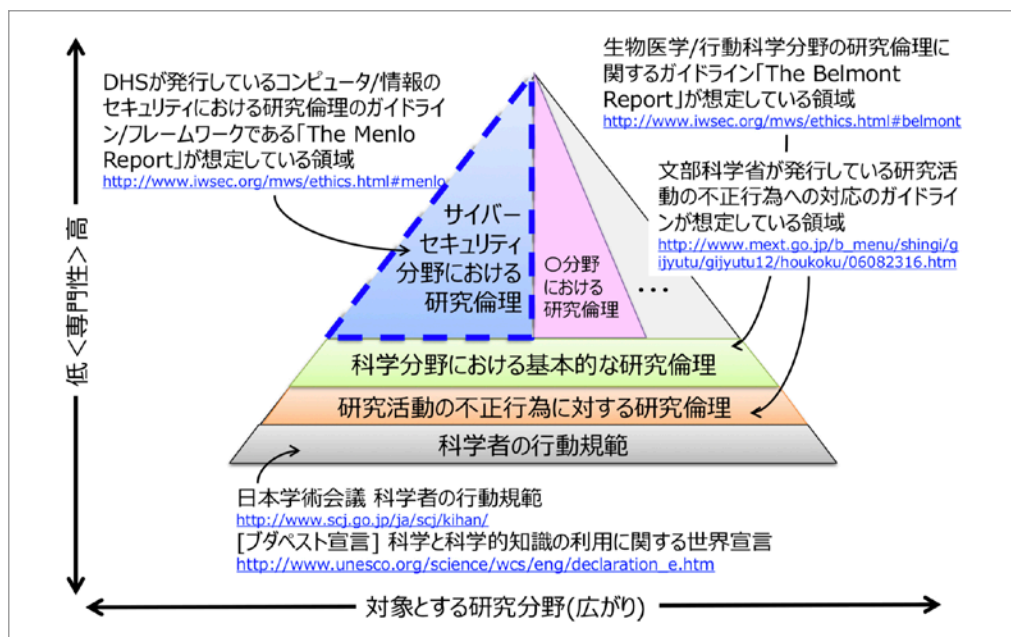 DHSが発行しているコンピュータ/情報の
セキュリティにおける研究倫理のガイドライ
ン/フレームワークである「The Menlo
Report」が想定している領域
http://www.iwsec.org/mws/ethics.html#menlo
生物医学/行動科学分野の研究倫理に
関するガイドライン「The Belmont
Report」が想定している領域
http://www.iwsec.org/mws/ethics.html#belmont
文部科学省が発行している研究活
動の不正行為への対応のガイドライ
ンが想定している領域
http://www.mext.go.jp/b_menu/shingi/g
ijyutu/gijyutu12/houkoku/06082316.htm
サイバー
セキュリティ
分野における
研究倫理
〇分野
における
研究倫理
…
科学分野における基本的な研究倫理
研究活動の不正行為に対する研究倫理
科学者の行動規範
日本学術会議 科学者の行動規範
http://www.scj.go.jp/ja/scj/kihan/
[ブダペスト宣言] 科学と科学的知識の利用に関する世界宣言
http://www.unesco.org/science/wcs/eng/declaration_e.htm
低 <専門性> 高
対象とする研究分野(広がり)